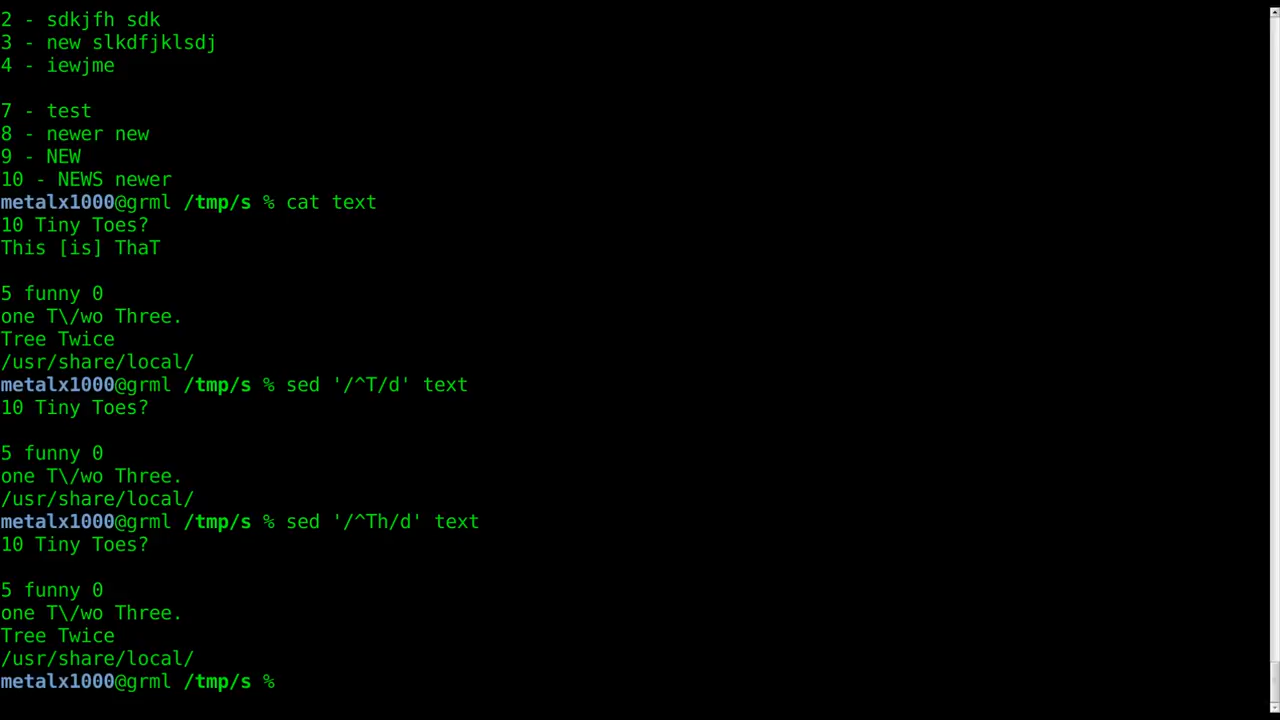 2 - sdkjfh sdk
3 - new slkdfjklsdj
4 - iewjme
7 - test
8 - newer new
9 - NEW
10 - NEWS newer
metalx1000@grml /tmp/s % cat text
10 Tiny Toes?
This [is] ThaT
5 funny 0
one T\/wo Three.
Tree Twice
/usr/share/local/
metalx1000@grml /tmp/s % sed '/^T/d' text
10 Tiny Toes?
5 funny 0
one T\/wo Three.
/usr/share/local/
metalx1000@grml /tmp/s % sed '/^Th/d' text
10 Tiny Toes?
5 funny 0
one T\/wo Three.
Tree Twice
/usr/share/local/
metalx1000@grml /tmp/s %